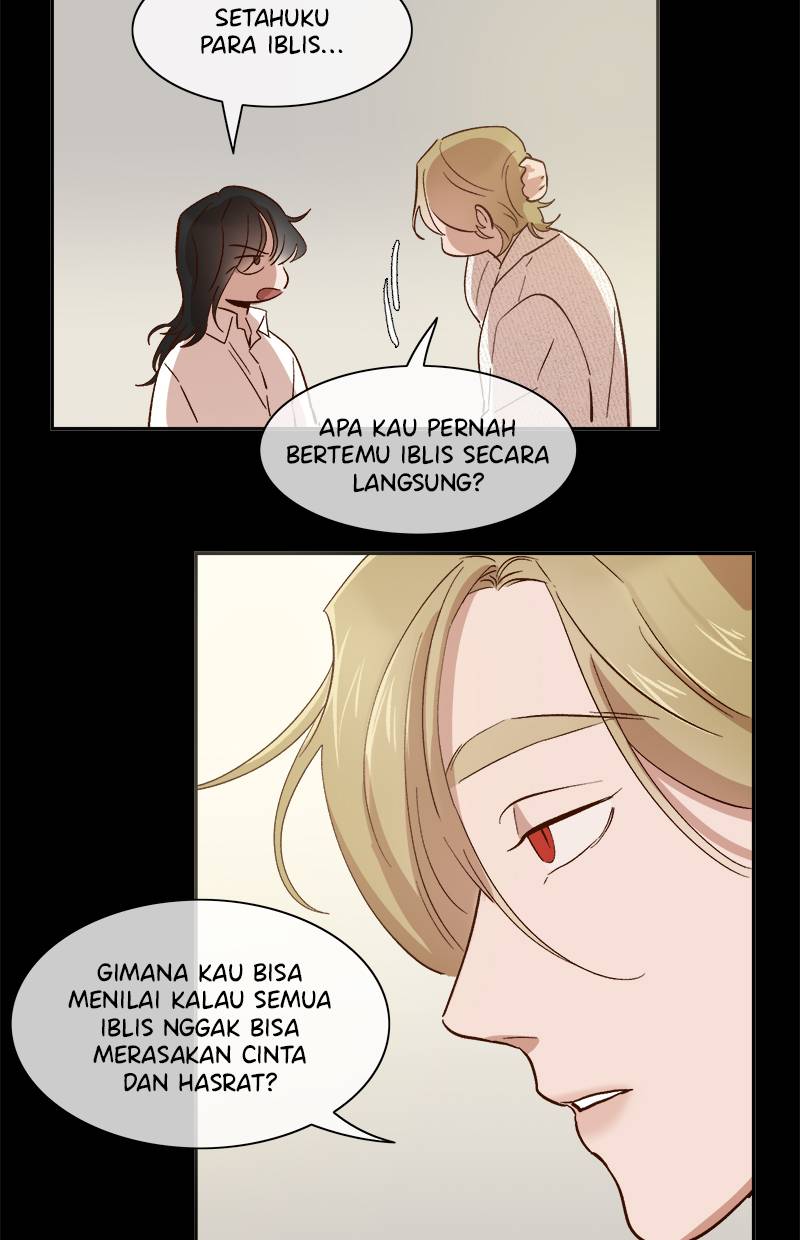 SETAHUKU
PARA IBLIS...
APA KAU PERNAH
BERTEMU IBLIS SECARA
LANGSUNG?
GIMANA KAU BISA
MENILAI KALAU SEMUA
IBLIS NGGAK BISA
MERASAKAN CINTA
DAN HASRAT?